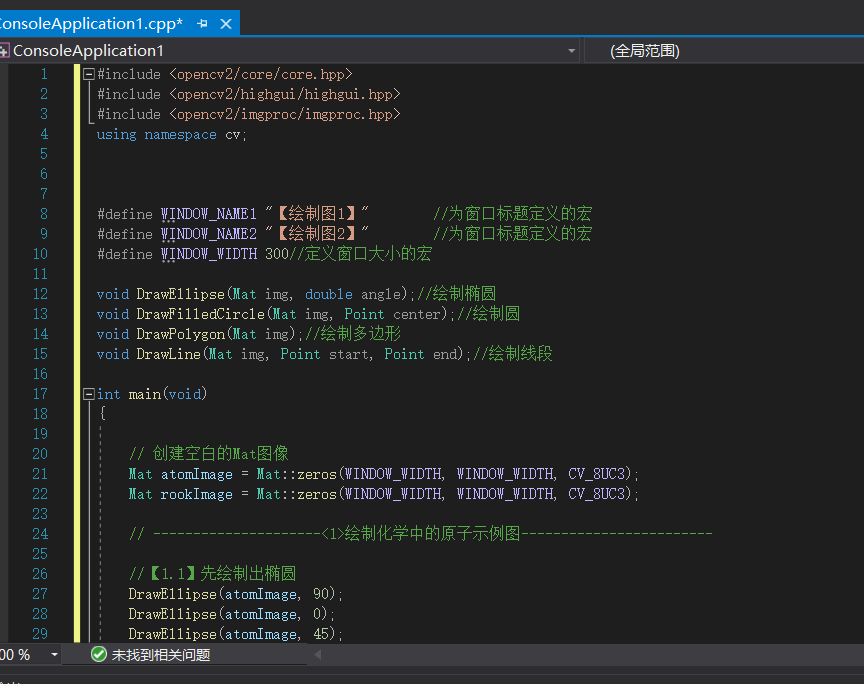 ConsoleApplication1.cpp*
ConsoleApplication1 (全局范围)
1 #include <opencv2/core/core.hpp>
2 #include <opencv2/highgui/highgui.hpp>
3 #include <opencv2/imgproc/imgproc.hpp>
4 using namespace cv;
5
6
7
8 #define WINDOW_NAME1 "【绘制图1】" //为窗口标题定义的宏
9 #define WINDOW_NAME2 "【绘制图2】" //为窗口标题定义的宏
10 #define WINDOW_WIDTH 300//定义窗口大小的宏
11
12 void DrawEllipse(Mat img, double angle);//绘制椭圆
13 void DrawFilledCircle(Mat img, Point center);//绘制圆
14 void DrawPolygon(Mat img);//绘制多边形
15 void DrawLine(Mat img, Point start, Point end);//绘制线段
16
17 int main(void)
18 {
19
20 // 创建空白的Mat图像
21 Mat atomImage = Mat::zeros(WINDOW_WIDTH, WINDOW_WIDTH, CV_8UC3);
22 Mat rookImage = Mat::zeros(WINDOW_WIDTH, WINDOW_WIDTH, CV_8UC3);
23
24 // ---------------------<1>绘制化学中的原子示例图------------------------
25
26 //【1.1】先绘制出椭圆
27 DrawEllipse(atomImage, 90);
28 DrawEllipse(atomImage, 0);
29 DrawEllipse(atomImage, 45);
00 % 未找到相关问题